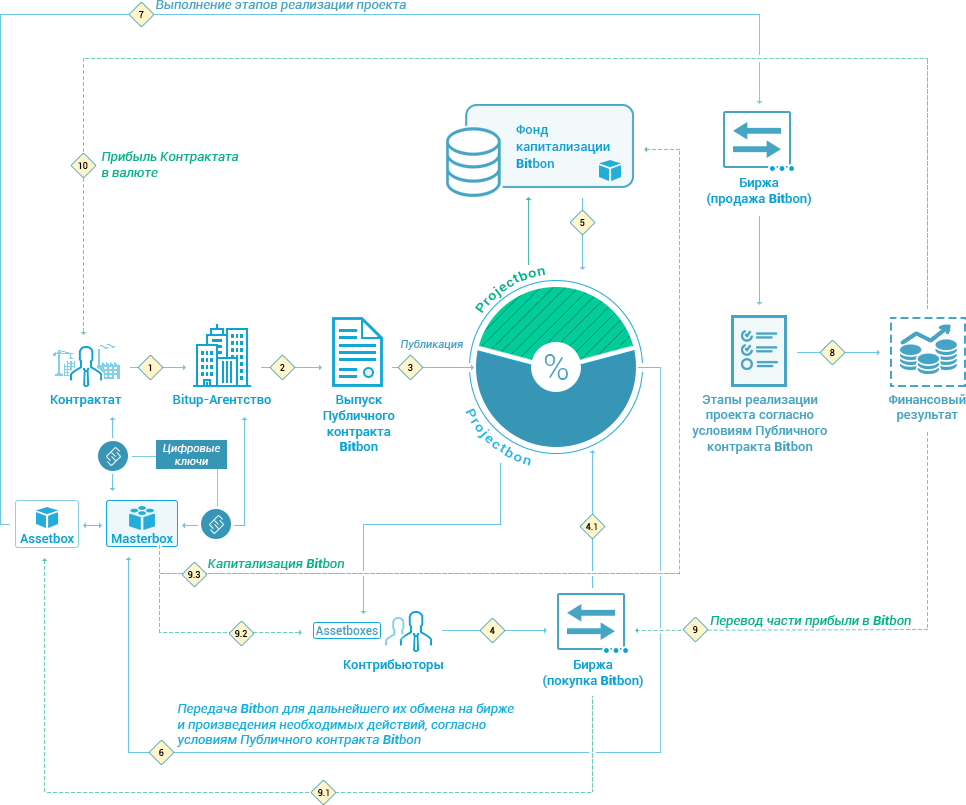 7
Выполнение этапов реализации проекта
10
Прибыль Контрактата
в валюте
Фонд
капитализации
Bitbon
5
Биржа
(продажа Bitbon)
Projectbon
%
Projectbon
Контрактат
1
Bitup-Агентство
2
Выпуск
Публичного
контракта
Bitbon
Публикация
3
Этапы реализации
проекта согласно
условиям Публичного
контракта Bitbon
8
Финансовый
результат
Цифровые
ключи
Assetbox
Masterbox
4.1
9.3
Капитализация Bitbon
9.2
Assetboxes
Контрибьюторы
4
Биржа
(покупка Bitbon)
9
Перевод части прибыли в Bitbon
Передача Bitbon для дальнейшего их обмена на бирже
и произведения необходимых действий, согласно
условиям Публичного контракта Bitbon
6
9.1